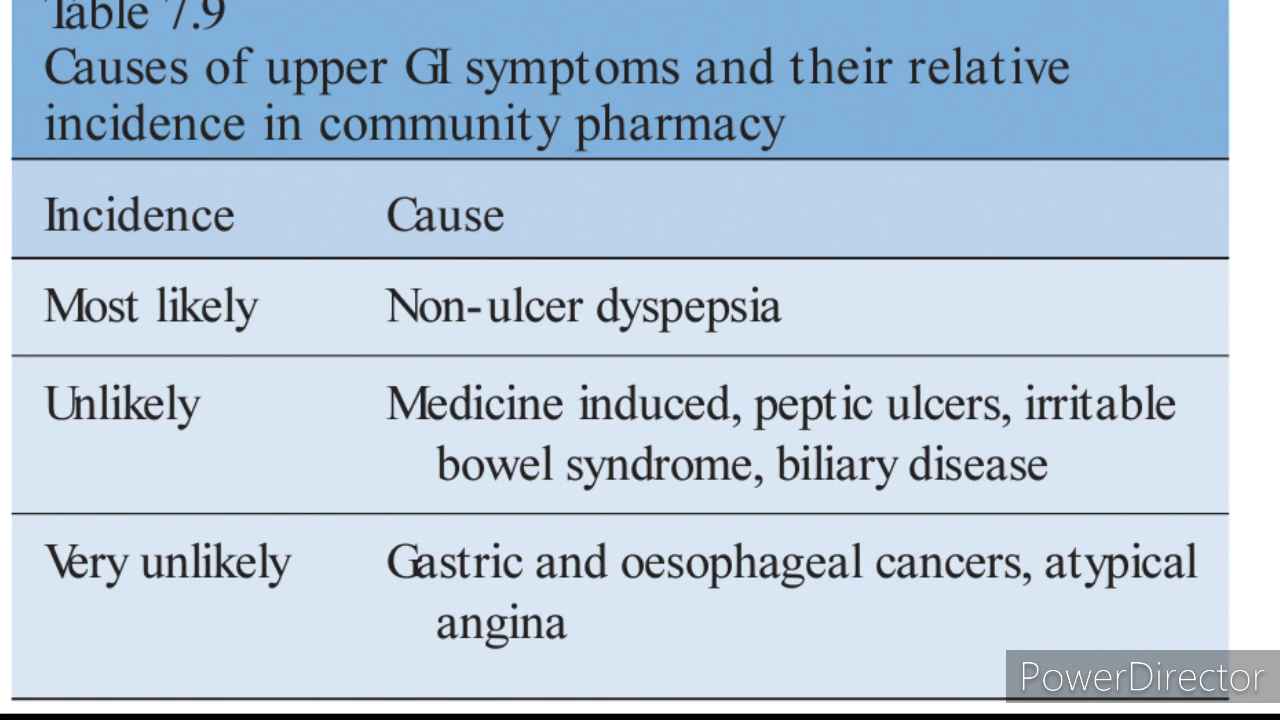 Table 7.9
Causes of upper GI symptoms and their relative
incidence in community pharmacy
Incidence Cause
Most likely Non-ulcer dyspepsia
Unlikely Medicine induced, peptic ulcers, irritable
bowel syndrome, biliary disease
Very unlikely Gastric and oesophageal cancers, atypical
angina
PowerDirector